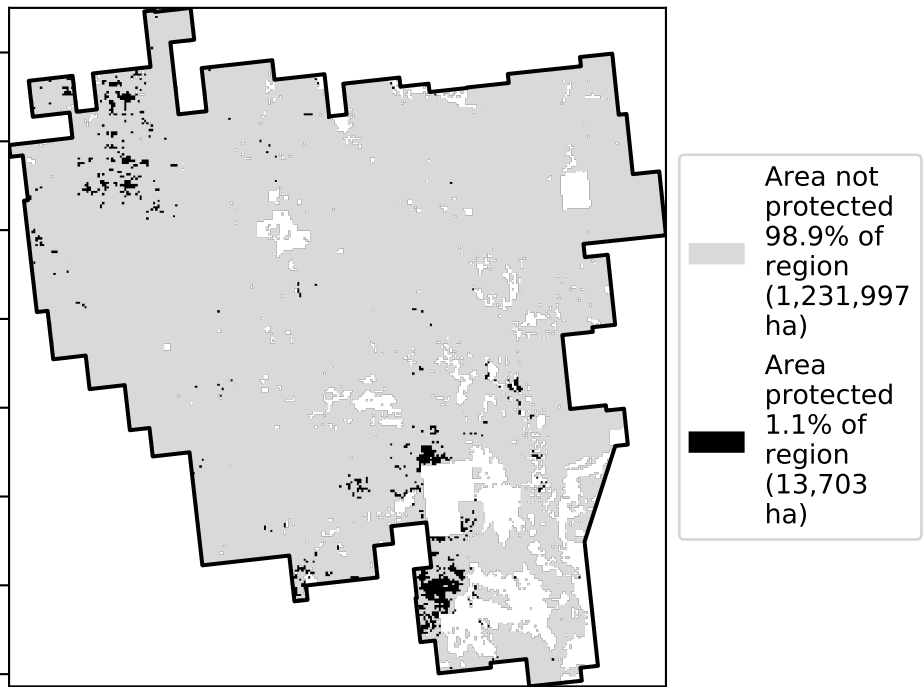 Area not
protected
98.9% of
region
(1,231,997
ha)
Area
protected
1.1% of
region
(13,703
ha)